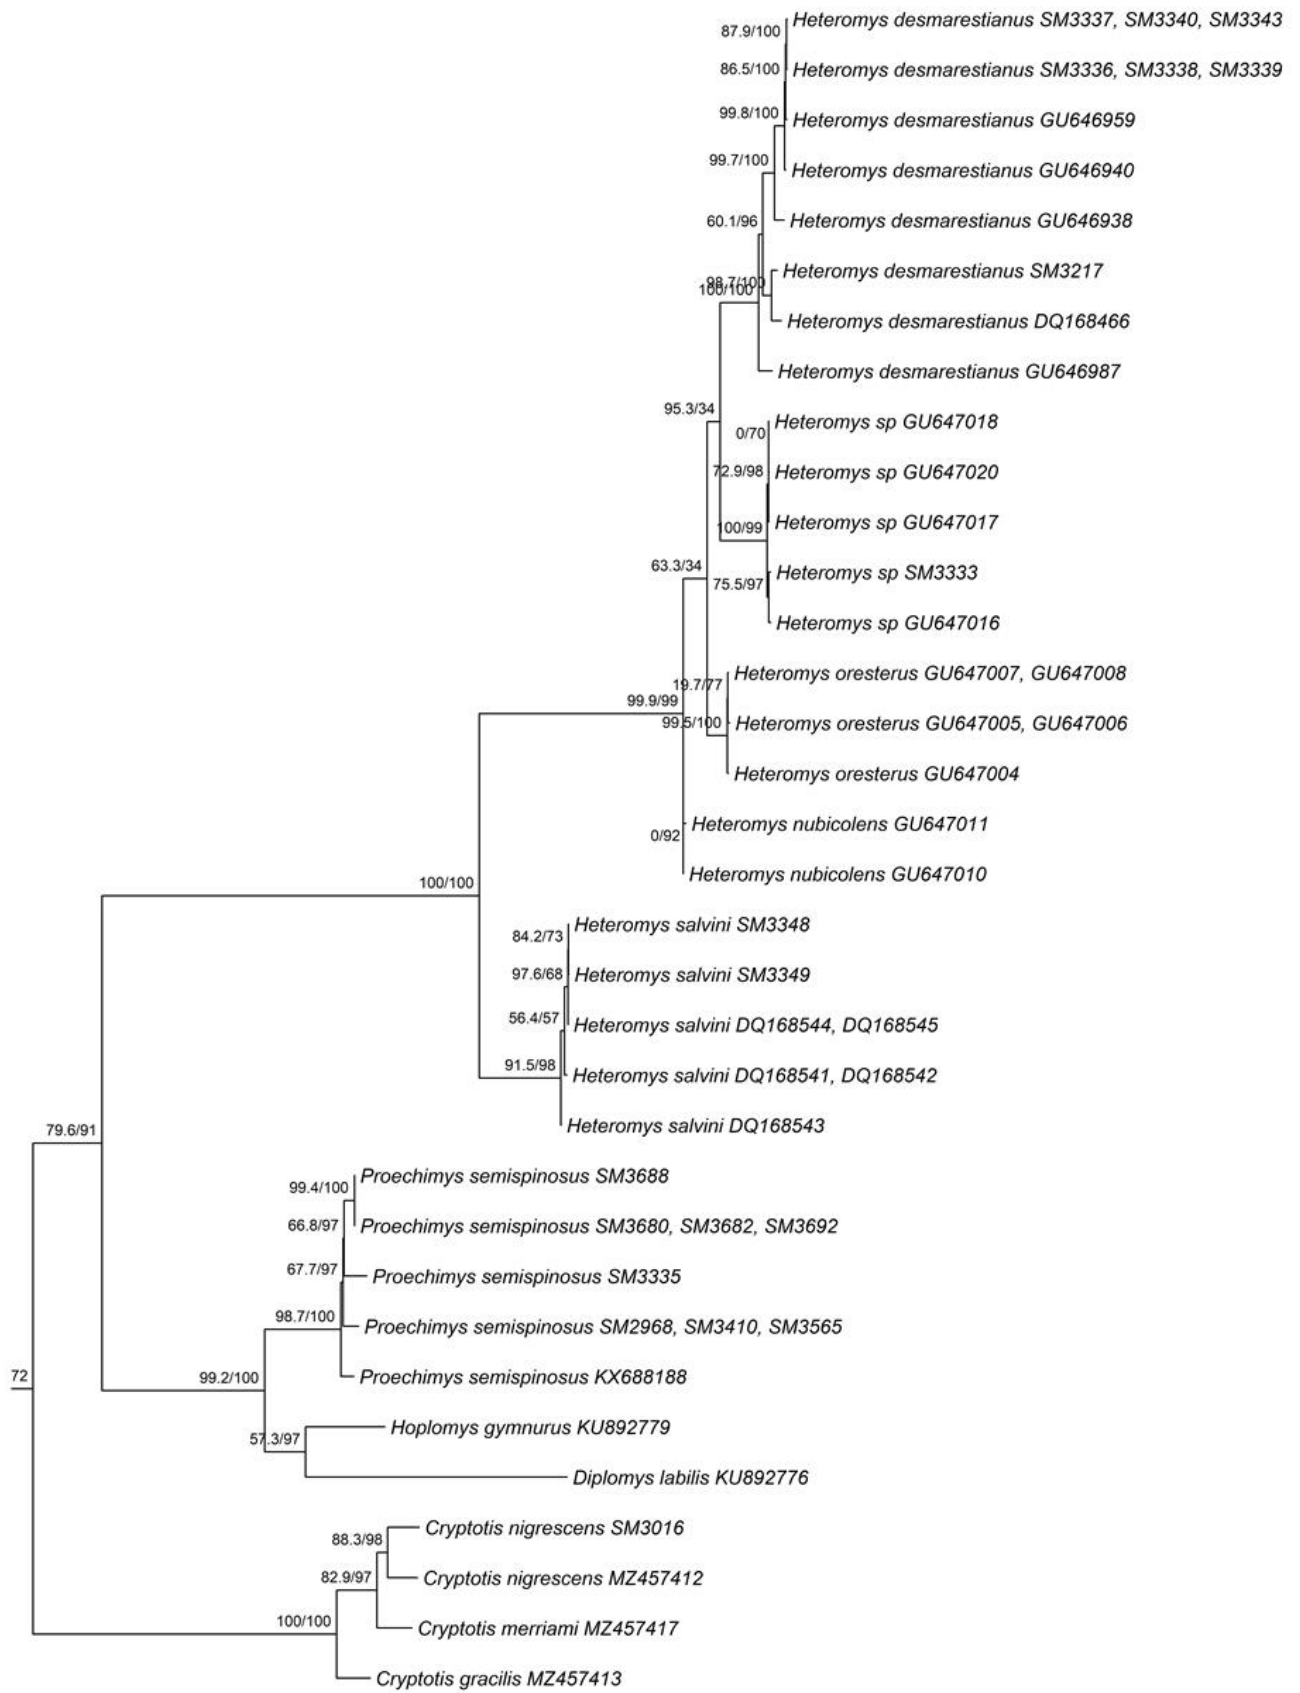 Heteromys desmarestianus SM3337, SM3340, SM3343
87.9/100
86.5/100
Heteromys desmarestianus SM3336, SM3338, SM3339
99.8/100
Heteromys desmarestianus GU646959
99.7/100
Heteromys desmarestianus GU646940
60.1/96
Heteromys desmarestianus GU646938
Heteromys desmarestianus SM3217
98.7/100
100/100
Heteromys desmarestianus DQ168466
Heteromys desmarestianus GU646987
95.3/34
Heteromys sp GU647018
0/70
72.9/98
Heteromys sp GU647020
Heteromys sp GU647017
100/99
63.3/34
Heteromys sp SM3333
75.5/97
Heteromys sp GU647016
Heteromys oresterus GU647007, GU647008
19.7/77
99.9/99
99.5/100
Heteromys oresterus GU647005, GU647006
Heteromys oresterus GU647004
Heteromys nubicolens GU647011
0/92
Heteromys nubicolens GU647010
100/100
Heteromys salvini SM3348
84.2/73
97.6/68
Heteromys salvini SM3349
56.4/57
Heteromys salvini DQ168544, DQ168545
91.5/98
Heteromys salvini DQ168541, DQ168542
Heteromys salvini DQ168543
79.6/91
Proechimys semispinosus SM3688
99.4/100
66.8/97
Proechimys semispinosus SM3680, SM3682, SM3692
67.7/97
Proechimys semispinosus SM3335
98.7/100
Proechimys semispinosus SM2968, SM3410, SM3565
72
99.2/100
Proechimys semispinosus KX688188
Hoplomys gymnurus KU892779
57.3/97
Diplomys labilis KU892776
Cryptotis nigrescens SM3016
88.3/98
82.9/97
Cryptotis nigrescens MZ457412
100/100
Cryptotis merriami MZ457417
Cryptotis gracilis MZ457413